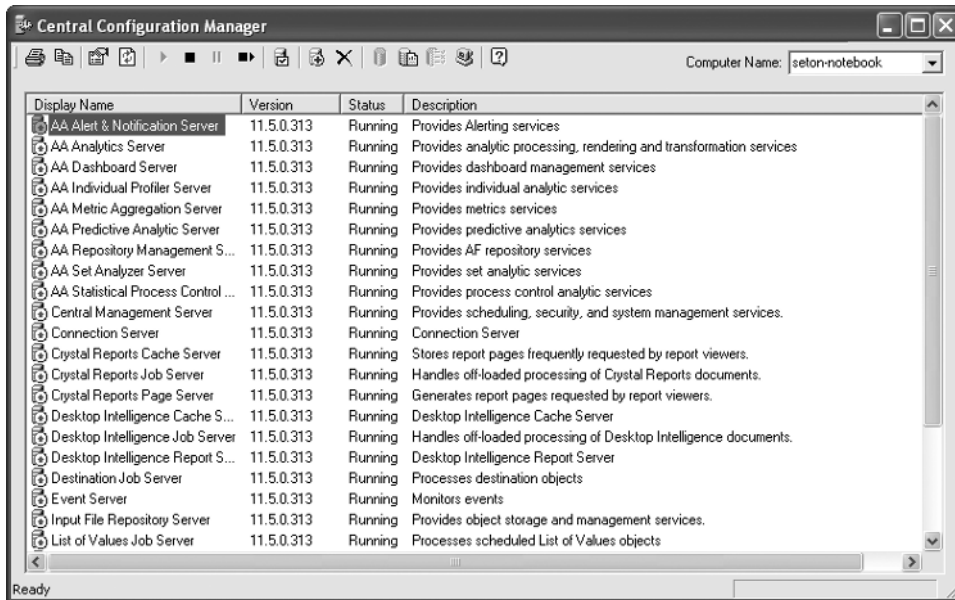 Central Configuration Manager
Computer Name: seton-notebook
Display Name Version Status Description
AA Alert & Notification Server 11.5.0.313 Running Provides Alerting services
AA Analytics Server 11.5.0.313 Running Provides analytic processing, rendering and transformation services
AA Dashboard Server 11.5.0.313 Running Provides dashboard management services
AA Individual Profiler Server 11.5.0.313 Running Provides individual analytic services
AA Metric Aggregation Server 11.5.0.313 Running Provides metrics services
AA Predictive Analytic Server 11.5.0.313 Running Provides predictive analytics services
AA Repository Management S... 11.5.0.313 Running Provides AF repository services
AA Set Analyzer Server 11.5.0.313 Running Provides set analytic services
AA Statistical Process Control ... 11.5.0.313 Running Provides process control analytic services
Central Management Server 11.5.0.313 Running Provides scheduling, security, and system management services.
Connection Server 11.5.0.313 Running Connection Server
Crystal Reports Cache Server 11.5.0.313 Running Stores report pages frequently requested by report viewers.
Crystal Reports Job Server 11.5.0.313 Running Handles off-loaded processing of Crystal Reports documents.
Crystal Reports Page Server 11.5.0.313 Running Generates report pages requested by report viewers.
Desktop Intelligence Cache S... 11.5.0.313 Running Desktop Intelligence Cache Server
Desktop Intelligence Job Server 11.5.0.313 Running Handles off-loaded processing of Desktop Intelligence documents.
Desktop Intelligence Report S... 11.5.0.313 Running Desktop Intelligence Report Server
Destination Job Server 11.5.0.313 Running Processes destination objects
Event Server 11.5.0.313 Running Monitors events
Input File Repository Server 11.5.0.313 Running Provides object storage and management services.
List of Values Job Server 11.5.0.313 Running Processes scheduled List of Values objects
Ready